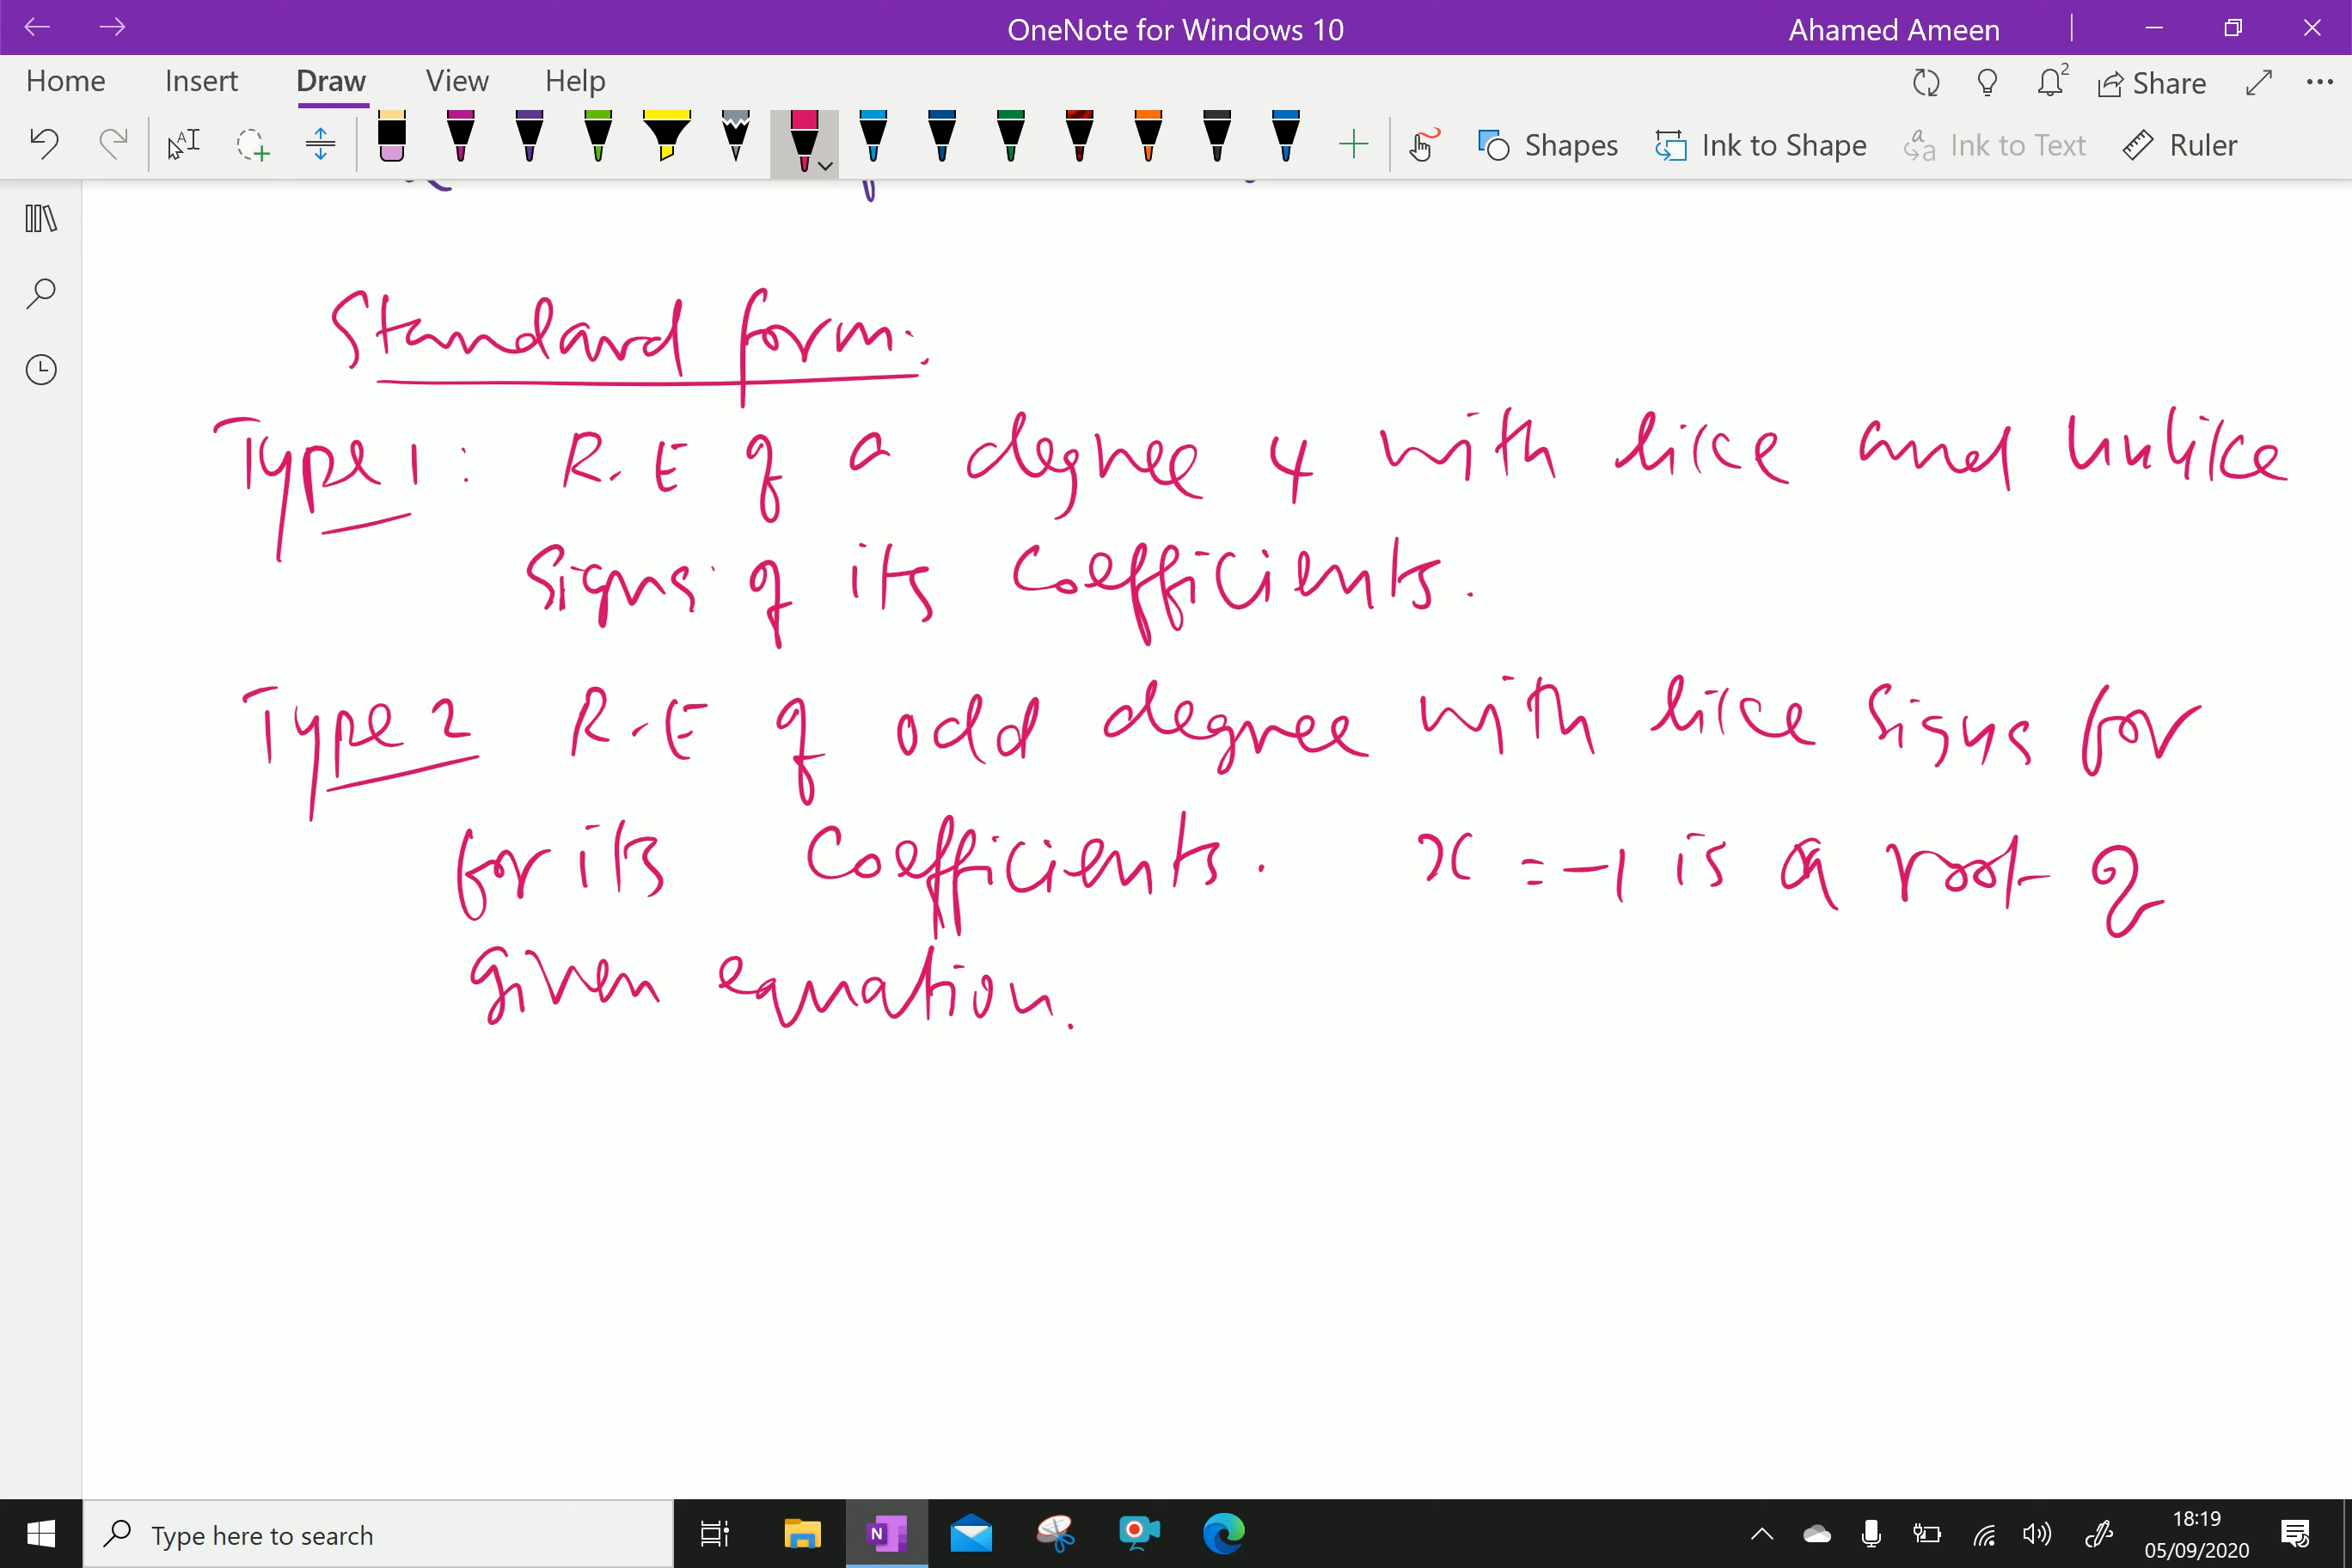 OneNote for Windows 10
Ahamed Ameen
Home Insert Draw View Help
2 Share
Shapes Ink to Shape Ink to Text Ruler
Standard form:
Type 1 : R.E of a degree 4 with like and unlike
signs of its coefficients.
Type 2 R.E of odd degree with like signs for
for its coefficients. x = -1 is a root of
given equation.
Type here to search
18:19
05/09/2020